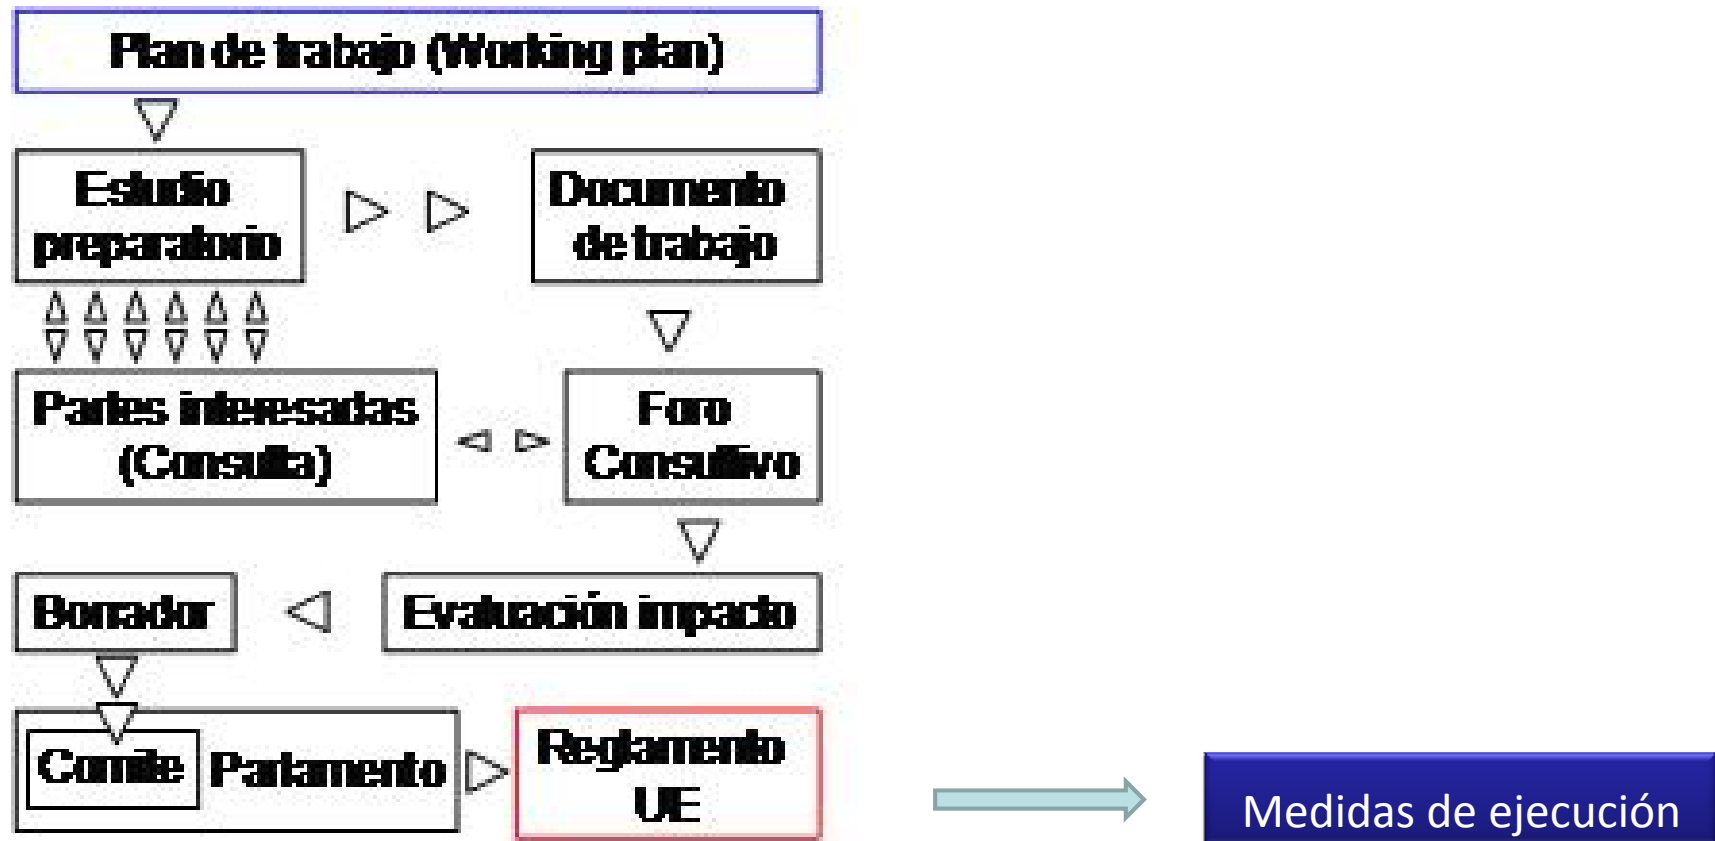 Plan de trabajo (Working plan)
Estudio
preparatorio
Documento
de trabajo
Partes interesadas
(Consulta)
Foro
Consultivo
Borrador
Evaluación impacto
Comite
Parlamento
Reglamento
UE
Medidas de ejecución